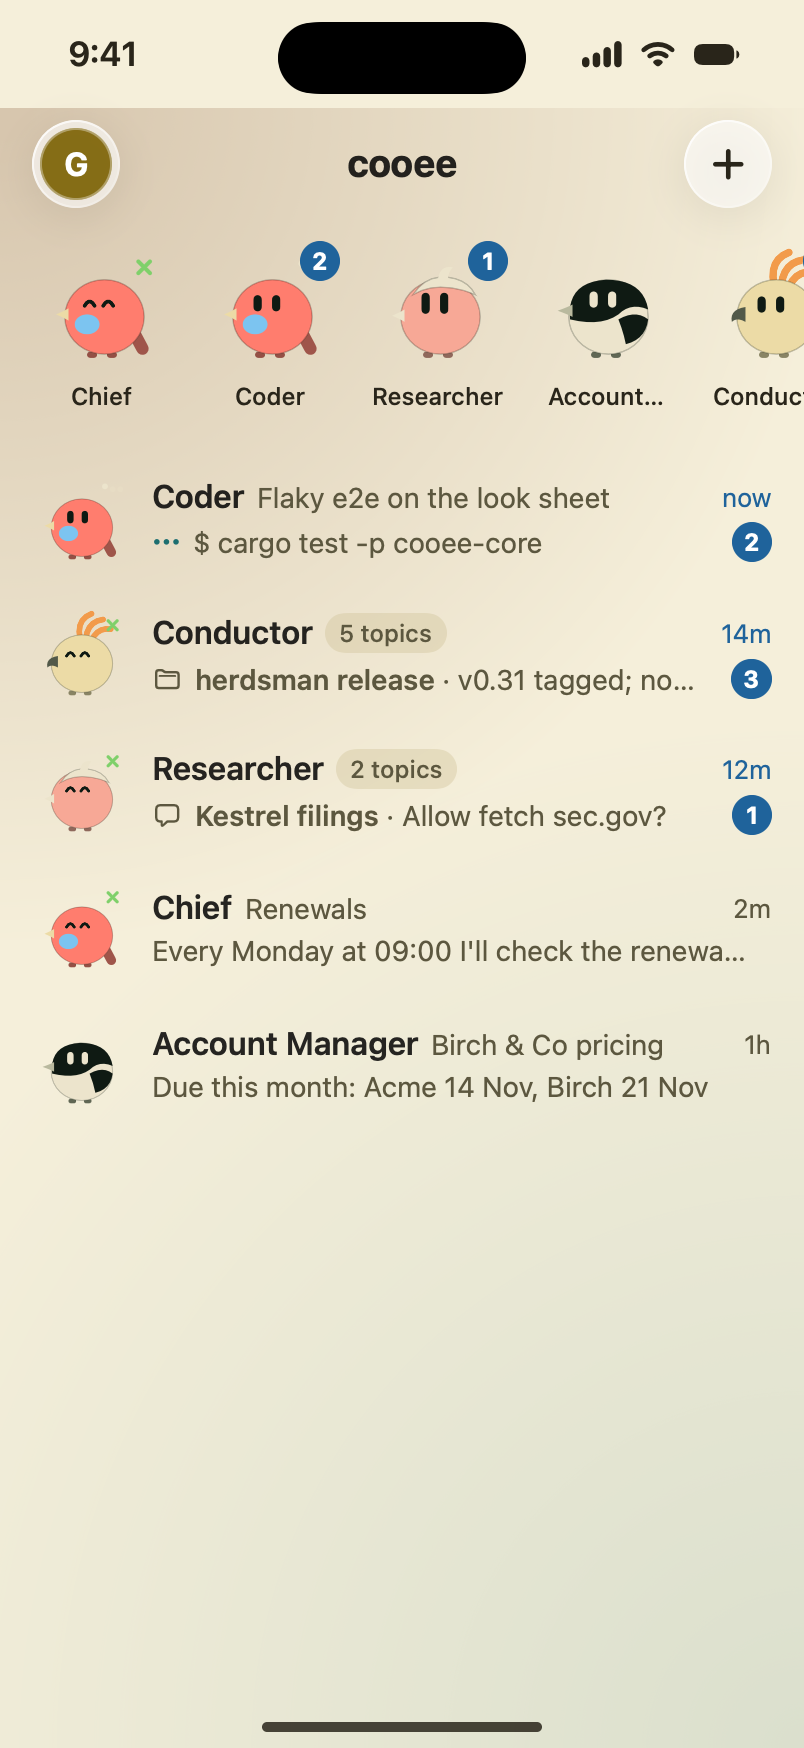 9:41
G
cooee
+
2
1
Chief
Coder
Researcher
Account...
Conduct
Coder Flaky e2e on the look sheet now
$ cargo test -p cooee-core 2
Conductor 5 topics 14m
herdsman release · v0.31 tagged; no... 3
Researcher 2 topics 12m
Kestrel filings · Allow fetch sec.gov? 1
Chief Renewals 2m
Every Monday at 09:00 I'll check the renewa...
Account Manager Birch & Co pricing 1h
Due this month: Acme 14 Nov, Birch 21 Nov